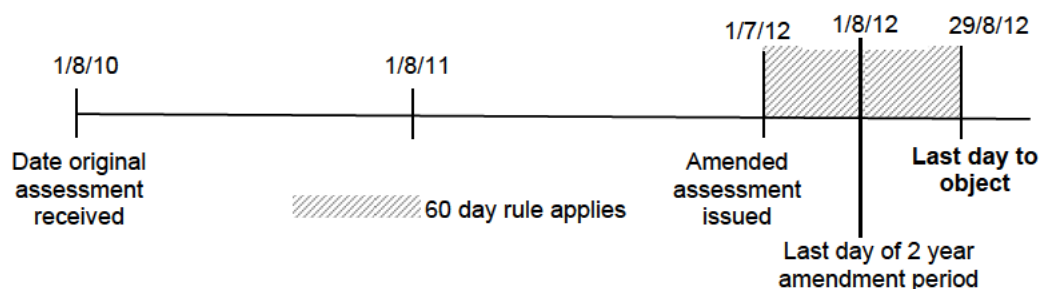 1/8/10
1/8/11
1/7/12
1/8/12
29/8/12
Date original
assessment
received
60 day rule applies
Amended
assessment
issued
Last day to
object
Last day of 2 year
amendment period